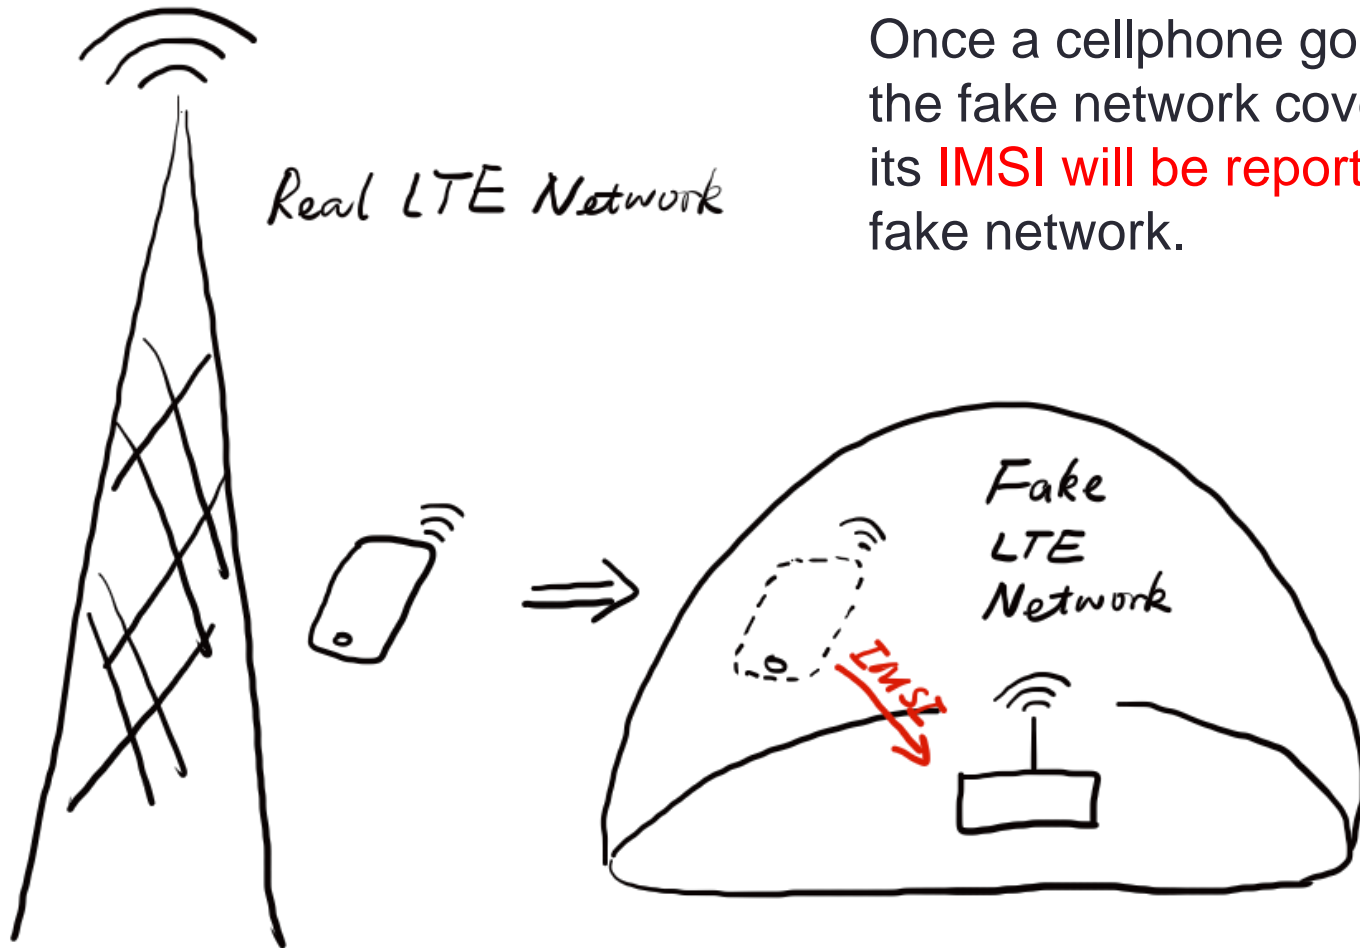 Once a cellphone go
the fake network cov
its IMSI will be report
fake network.
Real LTE Network
Fake
LTE
Network
IMSI